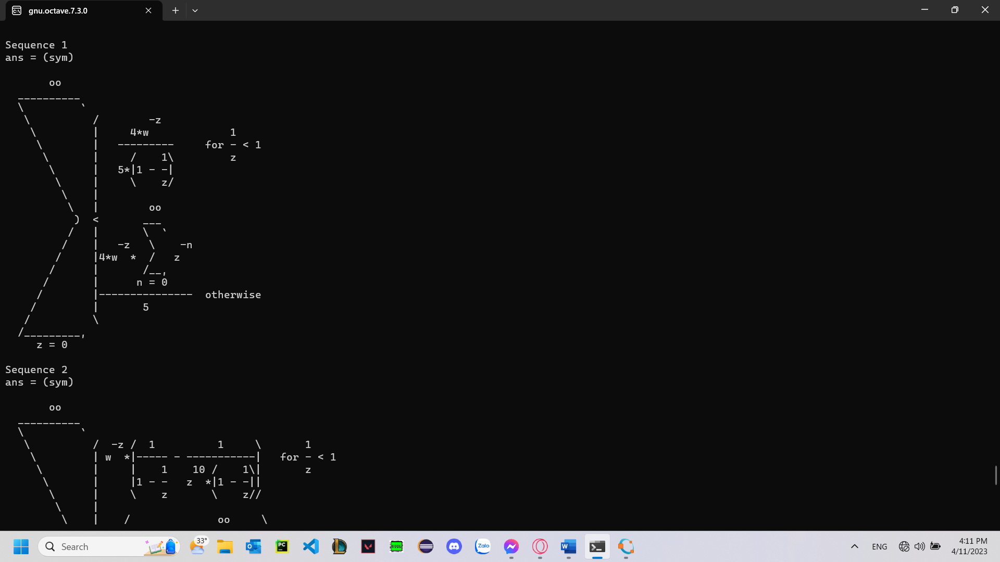 gnu.octave.7.3.0
Sequence 1
ans = (sym)
       oo
  __________
  \         `
   \          /        -z
    \         |     4*w             1
     \        |   ---------     for - < 1
      \       |     /    1\         z
       \      |   5*|1 - -|
        \     |     \    z/
         \    |
          \   |        oo
           )  <       ___
          /   |       \  `
         /    |   -z   \    -n
        /     |4*w  *  /   z
       /      |       /__,
      /       |      n = 0
     /        |---------------  otherwise
    /         |       5
   /          \
  /_________,
     z = 0
Sequence 2
ans = (sym)
       oo
  __________
  \         `
   \          /  -z /  1          1     \       1
    \         | w  *|----- - -----------|   for - < 1
     \        |     |    1    10 /    1\|       z
      \       |     |1 - -   z  *|1 - -||
       \      |     \    z       \    z//
        \     |
         \    |    /              oo     \
33°
Search
ENG
4:11 PM
4/11/2023
PC
Zalo
W